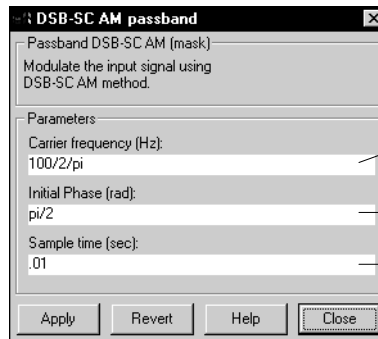 DSB-SC AM passband
Passband DSB-SC AM (mask)
Modulate the input signal using
DSB-SC AM method.
Parameters
Carrier frequency (Hz):
100/2/pi
Initial Phase (rad):
pi/2
Sample time (sec):
.01
Apply Revert Help Close